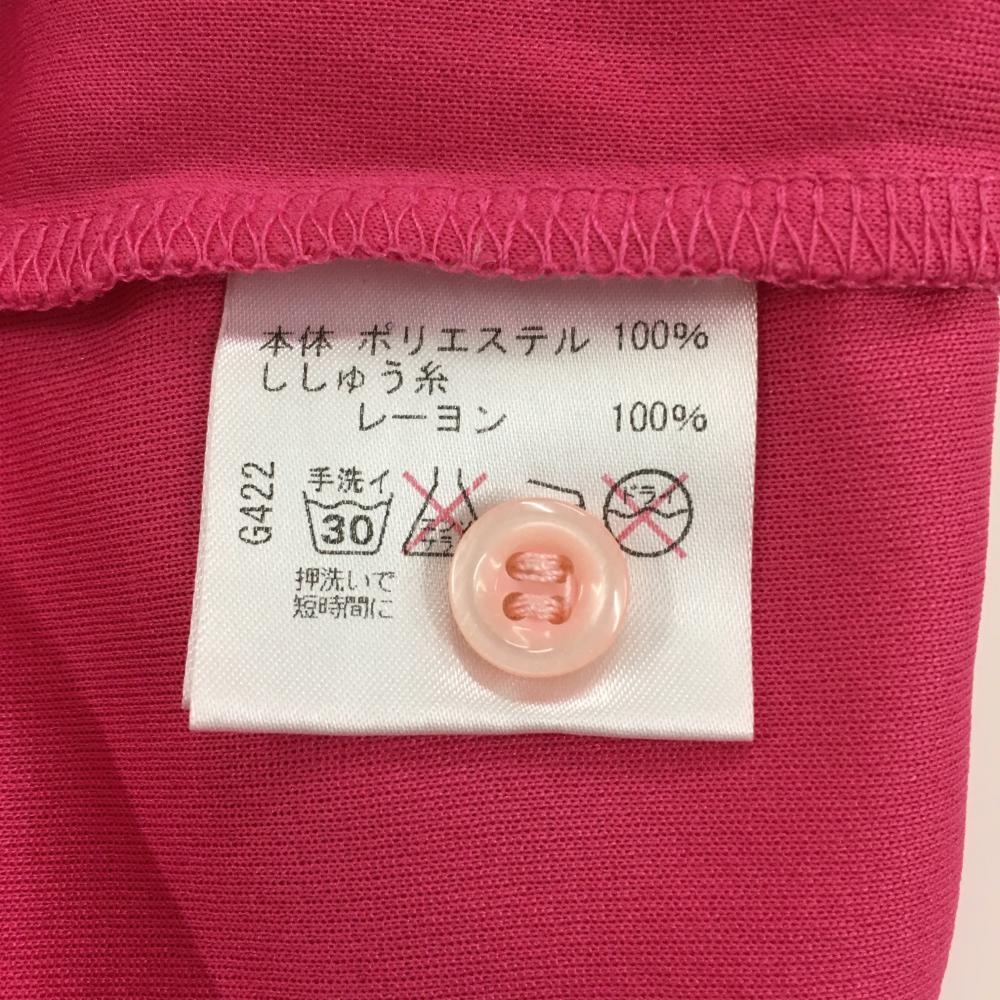 本体 ポリエステル 100%
ししゅう糸
レーヨン 100%
G422
手洗イ
30
押洗いで
短時間に
ドライ